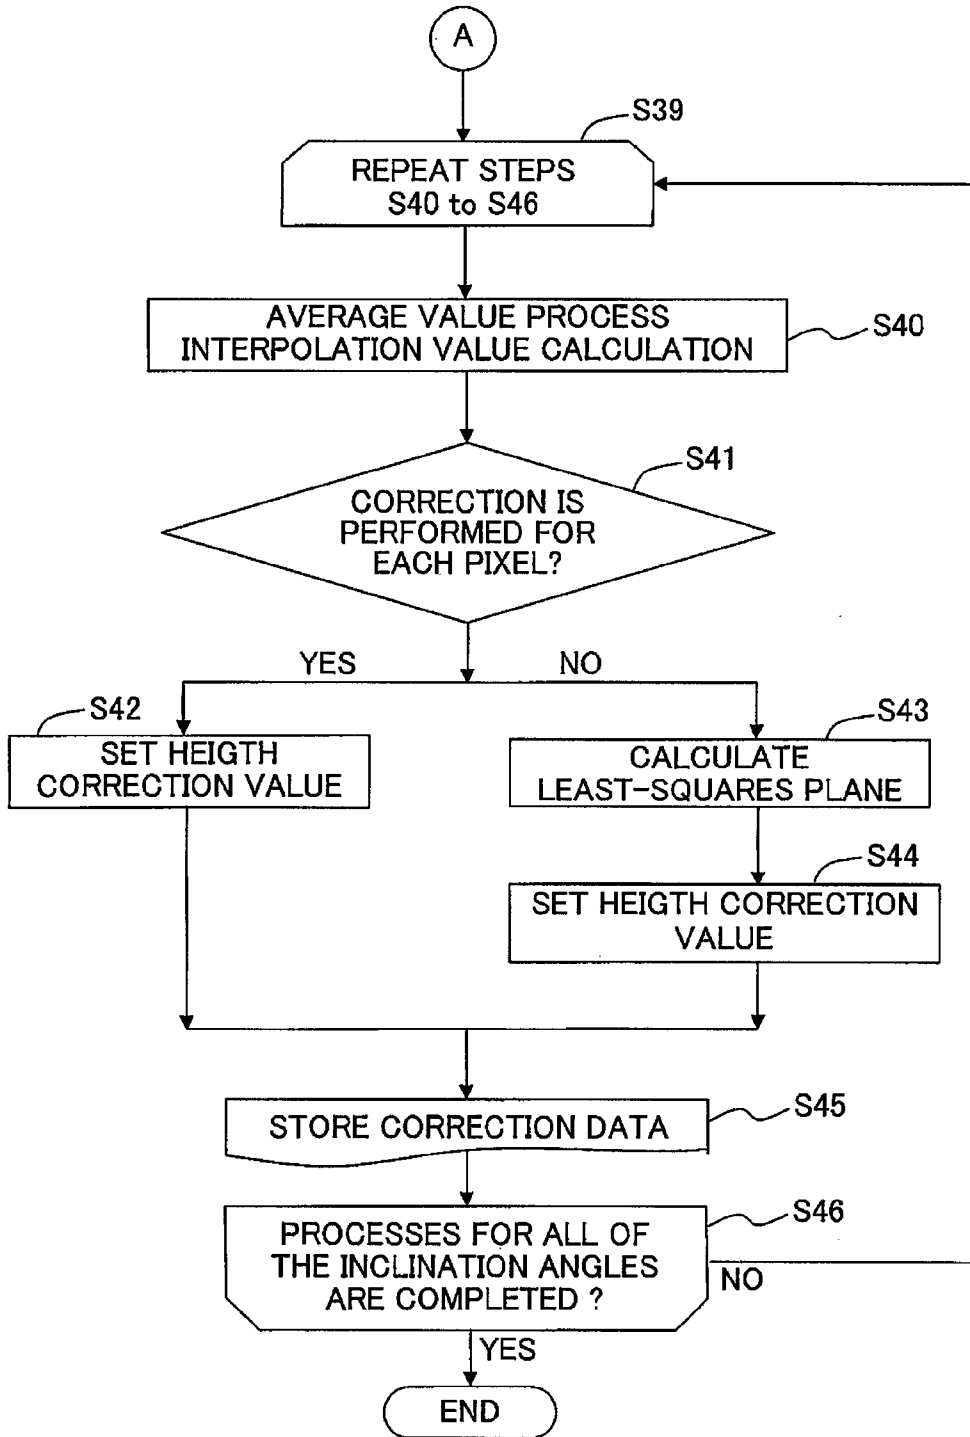 A
S39
REPEAT STEPS
S40 to S46
AVERAGE VALUE PROCESS
INTERPOLATION VALUE CALCULATION
S40
S41
CORRECTION IS
PERFORMED FOR
EACH PIXEL?
YES
NO
S42
SET HEIGTH
CORRECTION VALUE
S43
CALCULATE
LEAST-SQUARES PLANE
S44
SET HEIGTH CORRECTION
VALUE
STORE CORRECTION DATA
S45
PROCESSES FOR ALL OF
THE INCLINATION ANGLES
ARE COMPLETED ?
S46
NO
YES
END